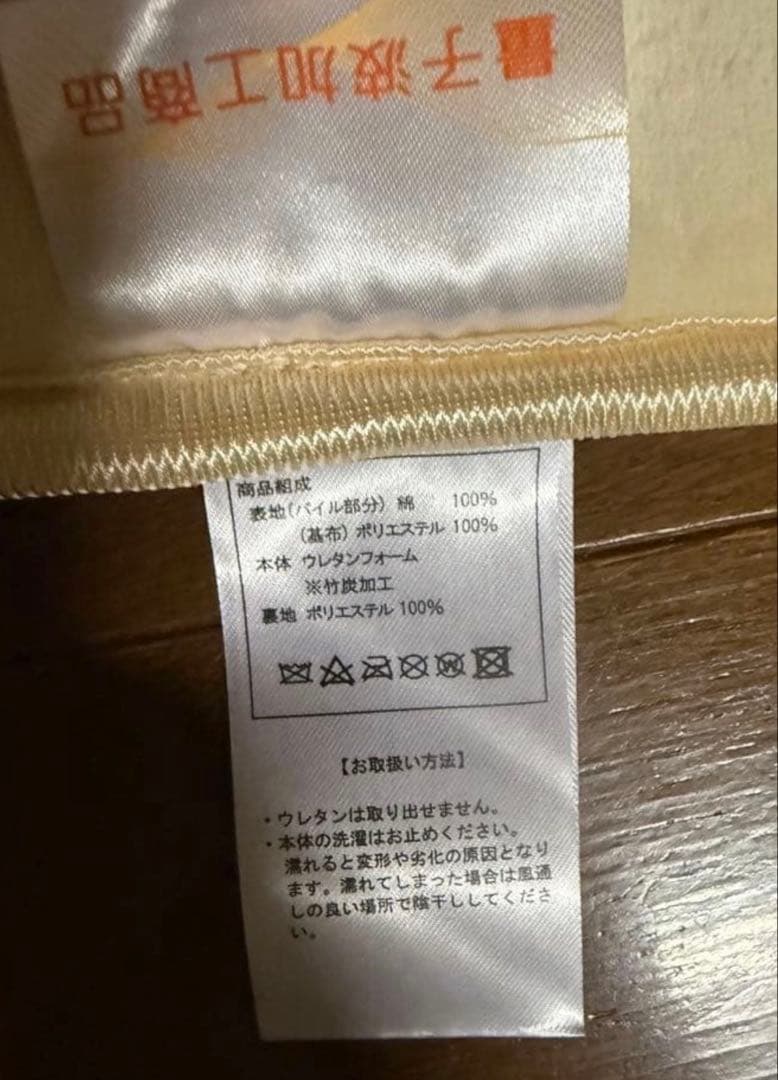 量子波加工商品
商品組成
表地(パイル部分) 綿 100%
(基布) ポリエステル 100%
本体 ウレタンフォーム
※竹炭加工
裏地 ポリエステル 100%
【お取扱い方法】
・ウレタンは取り出せません。
・本体の洗濯はお止めください。
濡れると変形や劣化の原因となり
ます。濡れてしまった場合は風通
しの良い場所で陰干ししてくださ
い。